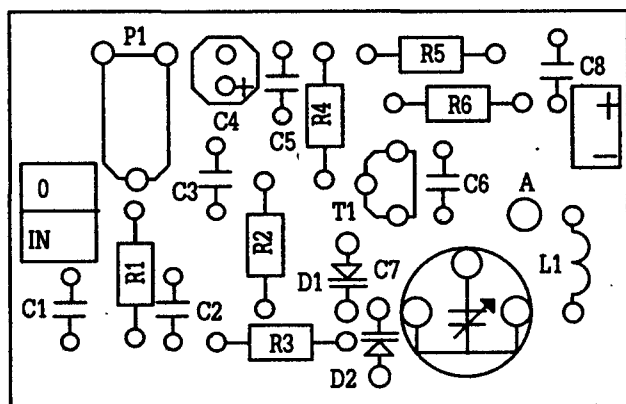 P1
R5
C8
C4
+
C5
R4
R6
+
-
0
IN
C3
T1
C6
A
R1
R2
D1
C7
L1
C1
C2
R3
D2